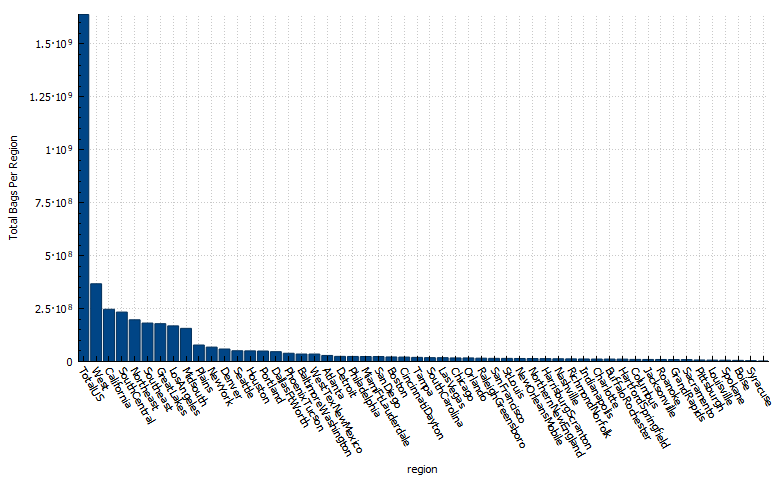 Total Bags Per Region
1.5·10⁹
1.25·10⁹
1·10⁹
7.5·10⁸
5·10⁸
2.5·10⁸
0
TotalUS
West
California
SouthCentral
Northeast
Southeast
GreatLakes
LosAngeles
Midsouth
Plains
NewYork
Denver
Seattle
Houston
Portland
DallasFtWorth
PhoenixTucson
BaltimoreWashington
WestTexNewMexico
Atlanta
Detroit
Philadelphia
MiamiFtLauderdale
SanDiego
Boston
CincinnatiDayton
Tampa
SouthCarolina
LasVegas
Chicago
Orlando
RaleighGreensboro
SanFrancisco
StLouis
NewOrleansMobile
NorthernNewEngland
HarrisburgScranton
Nashville
RichmondNorfolk
Indianapolis
Charlotte
BuffaloRochester
HartfordSpringfield
Columbus
Jacksonville
Roanoke
GrandRapids
Sacramento
Pittsburgh
Louisville
Spokane
Boise
Syracuse
region